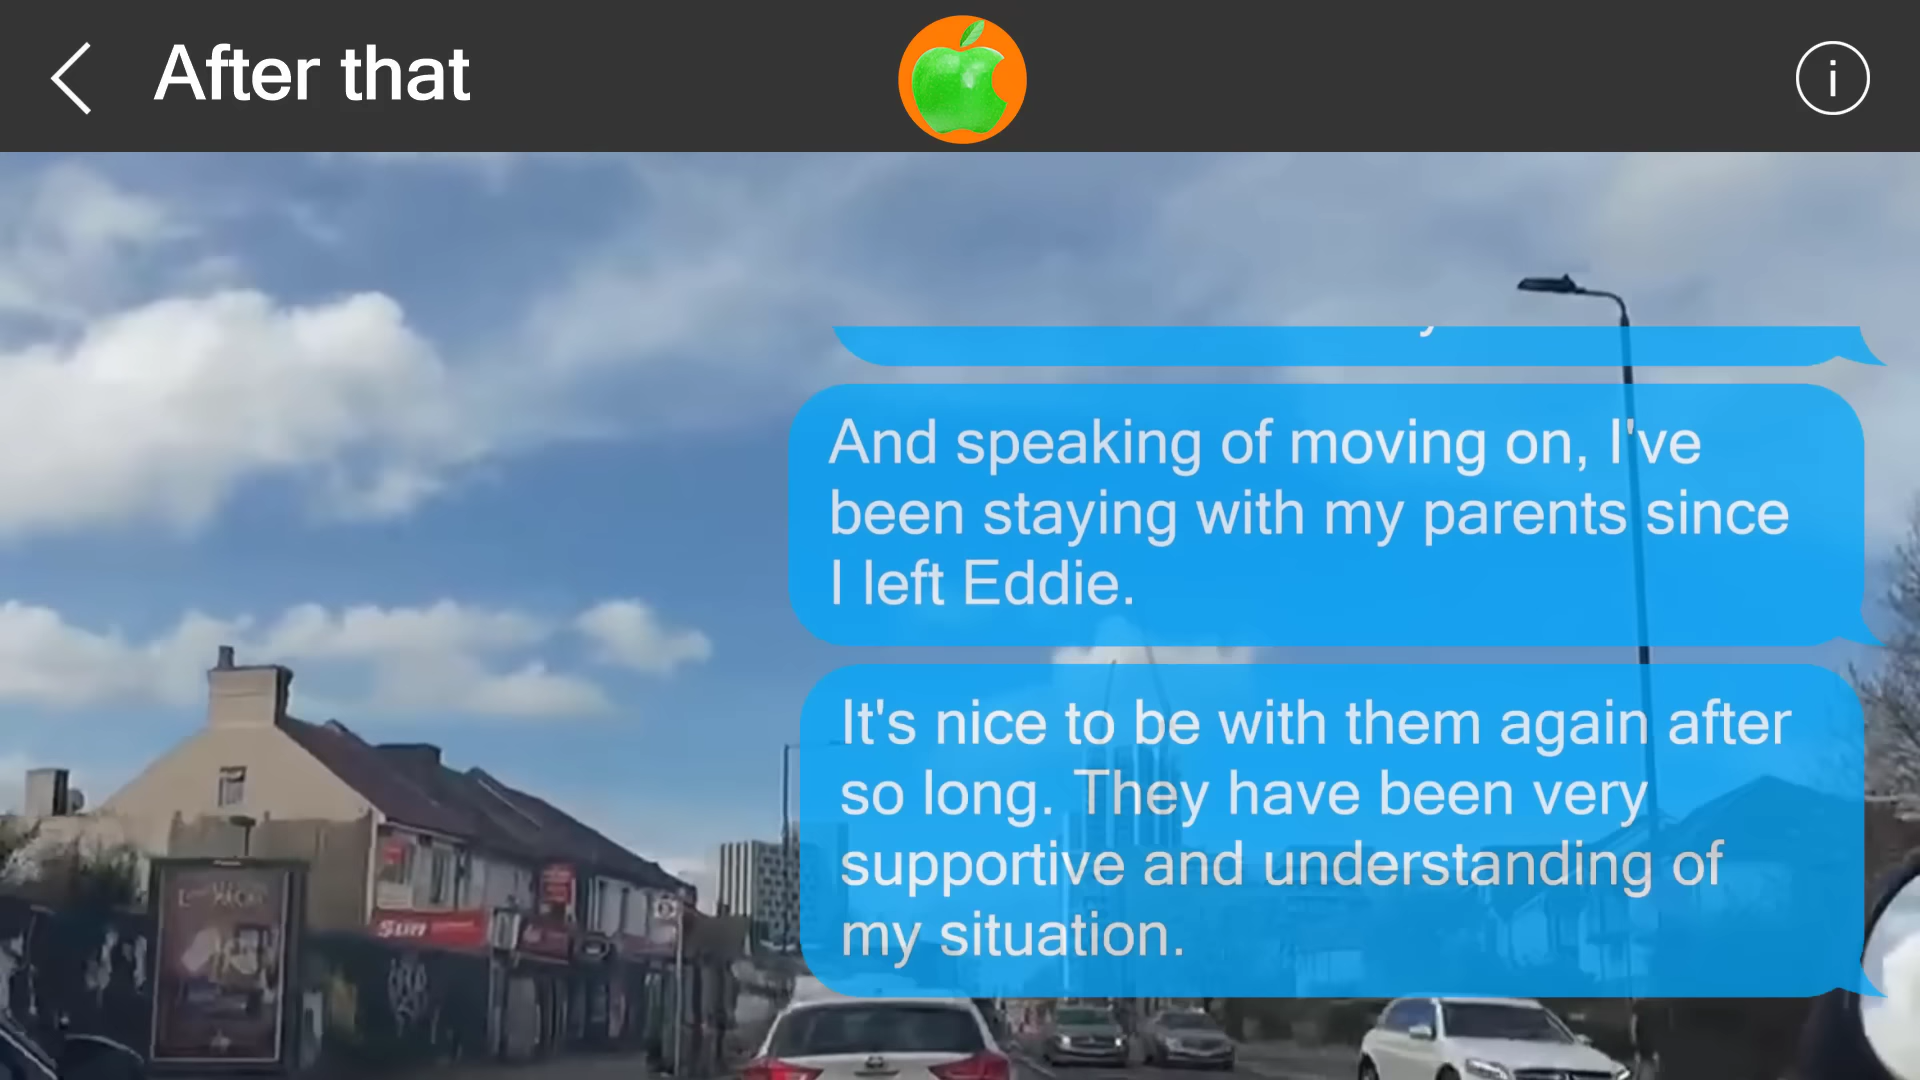 After that
And speaking of moving on, I've
been staying with my parents since
I left Eddie.
It's nice to be with them again after
so long. They have been very
supportive and understanding of
my situation.
Sun